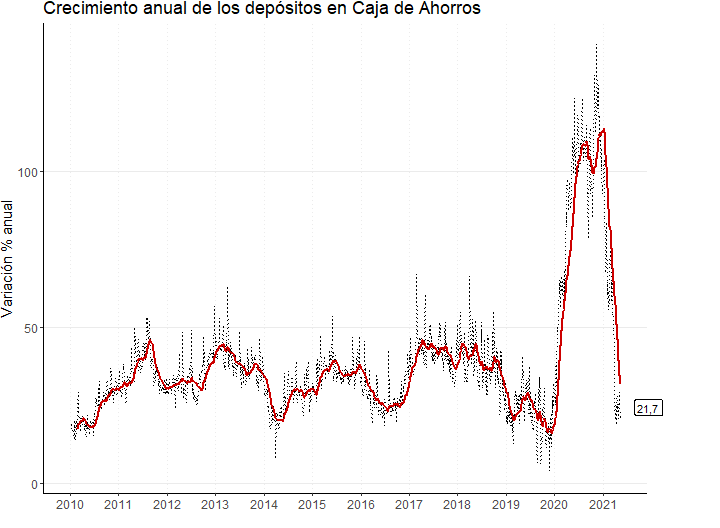 Crecimiento anual de los depósitos en Caja de Ahorros
Variación % anual
100
50
0
21,7
2010 2011 2012 2013 2014 2015 2016 2017 2018 2019 2020 2021